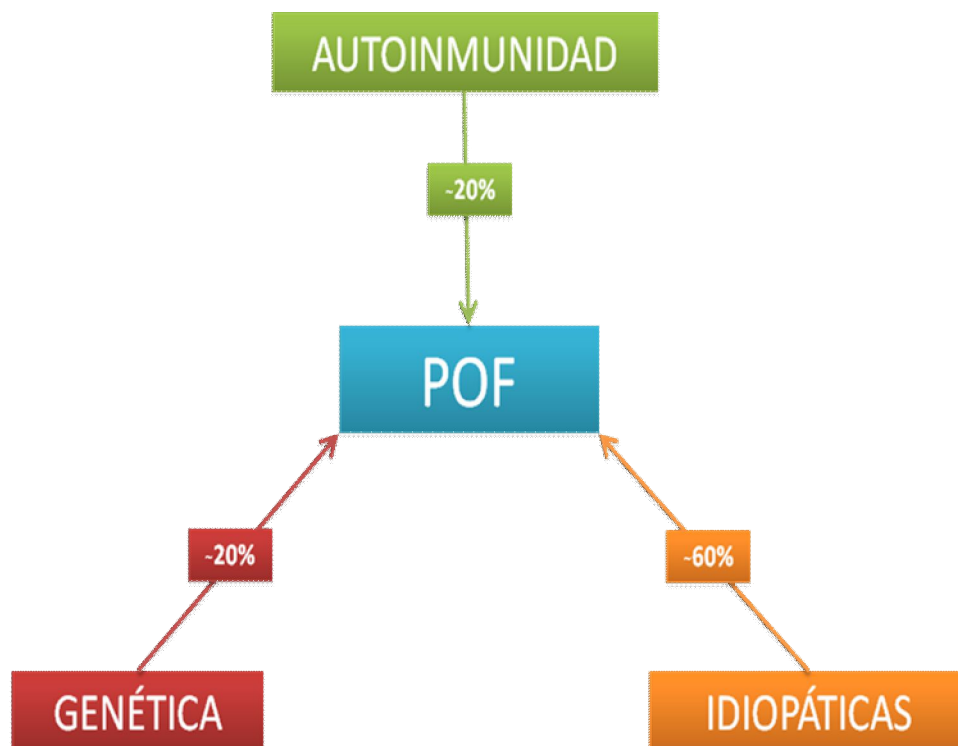 AUTOINMUNIDAD
~20%
POF
~20%
~60%
GENÉTICA
IDIOPÁTICAS